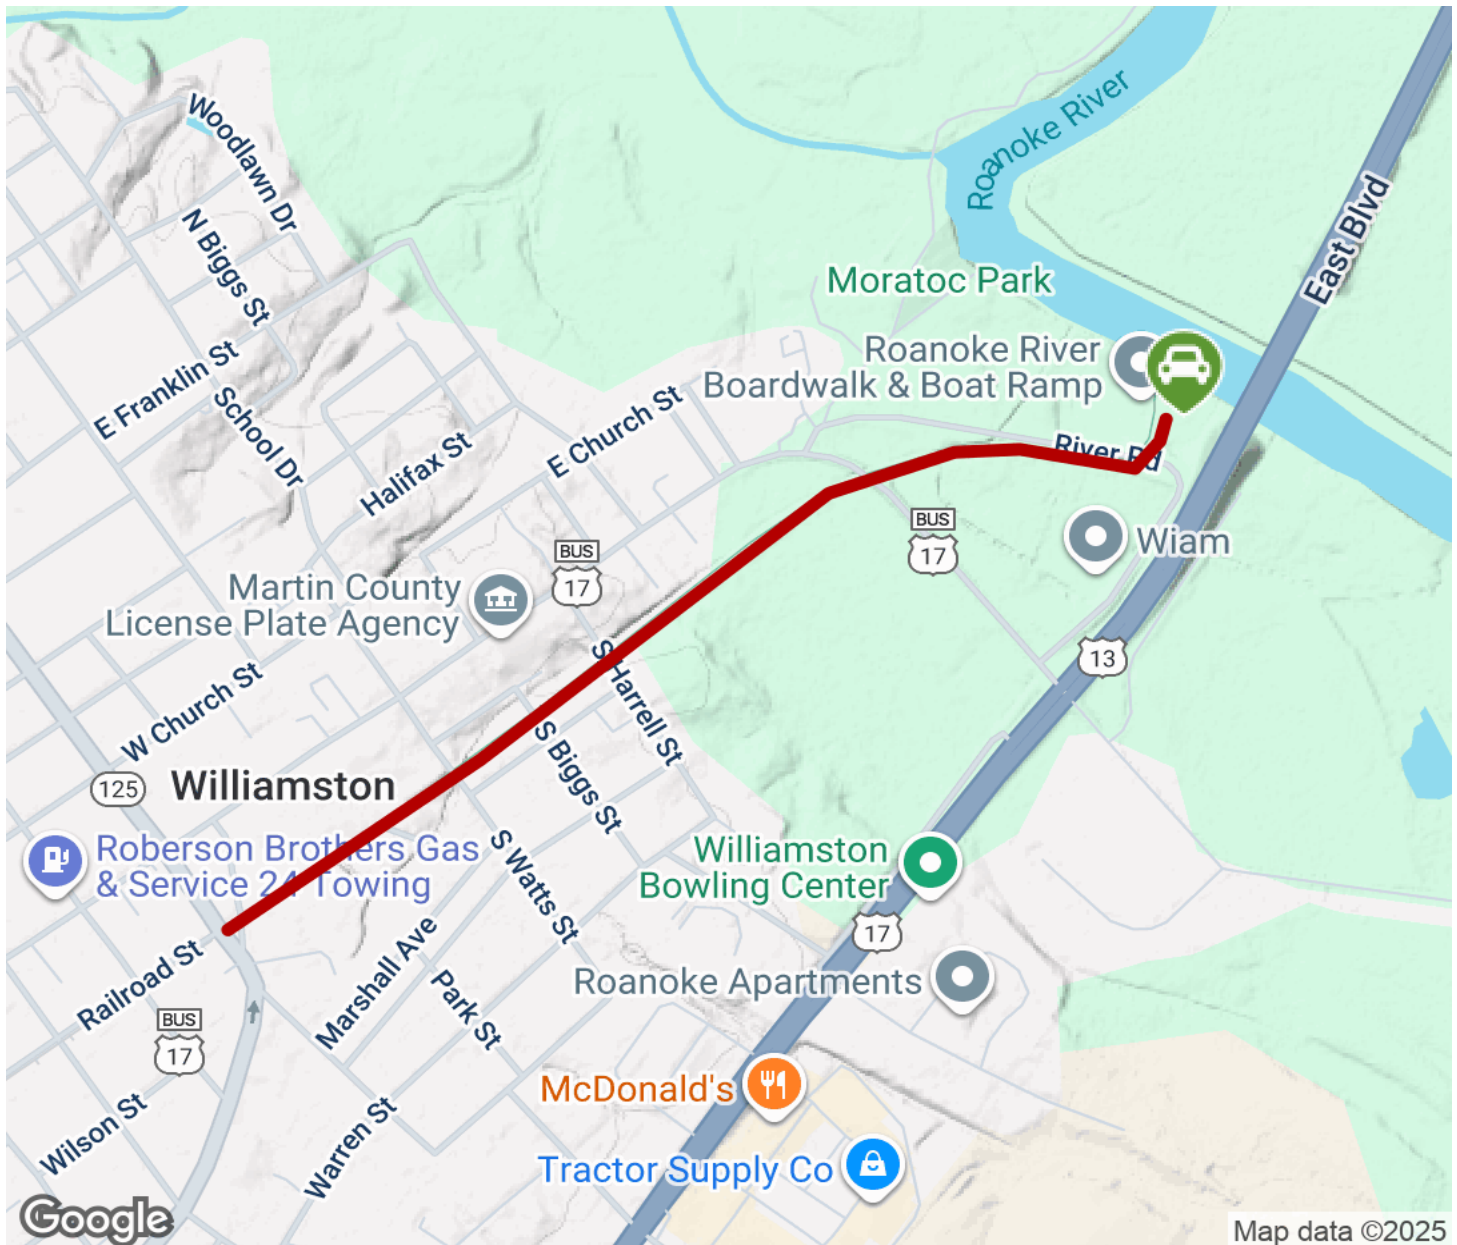 Woodlawn Dr
Roanoke River
N Biggs St
East Blvd
Moratoc Park
Roanoke River
Boardwalk & Boat Ramp
E Franklin St
School Dr
E Church St
Halifax St
River Rd
BUS
17
Wiam
BUS
17
Martin County
License Plate Agency
S Harrell St
13
W Church St
S Biggs St
125
Williamston
Roberson Brothers Gas
& Service 24 Towing
S Watts St
Williamston
Bowling Center
17
Railroad St
Marshall Ave
Park St
Roanoke Apartments
BUS
17
McDonald's
Wilson St
Warren St
Tractor Supply Co
Google
Map data ©2025